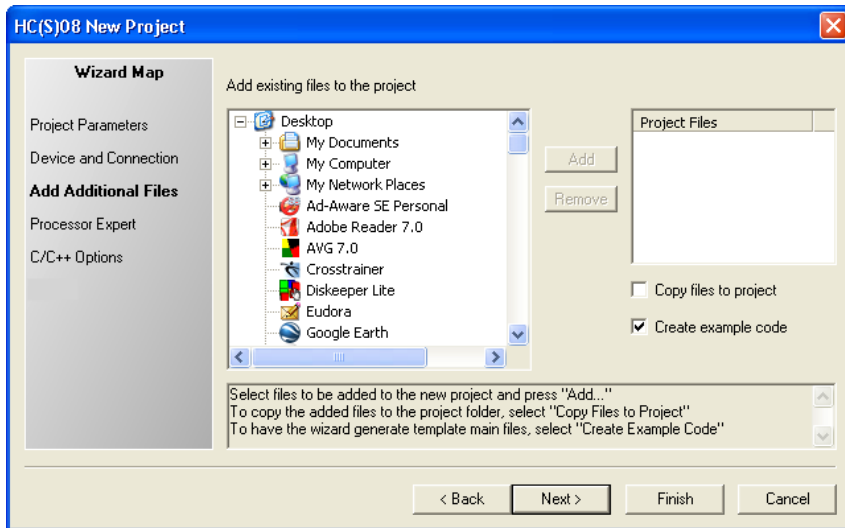 HC(S)08 New Project
Wizard Map
Project Parameters
Device and Connection
Add Additional Files
Processor Expert
C/C++ Options
Add existing files to the project
Desktop
My Documents
My Computer
My Network Places
Ad-Aware SE Personal
Adobe Reader 7.0
AVG 7.0
Crosstrainer
Diskeeper Lite
Eudora
Google Earth
Add
Remove
Project Files
Copy files to project
Create example code
Select files to be added to the new project and press "Add..."
To copy the added files to the project folder, select "Copy Files to Project"
To have the wizard generate template main files, select "Create Example Code"
< Back
Next >
Finish
Cancel